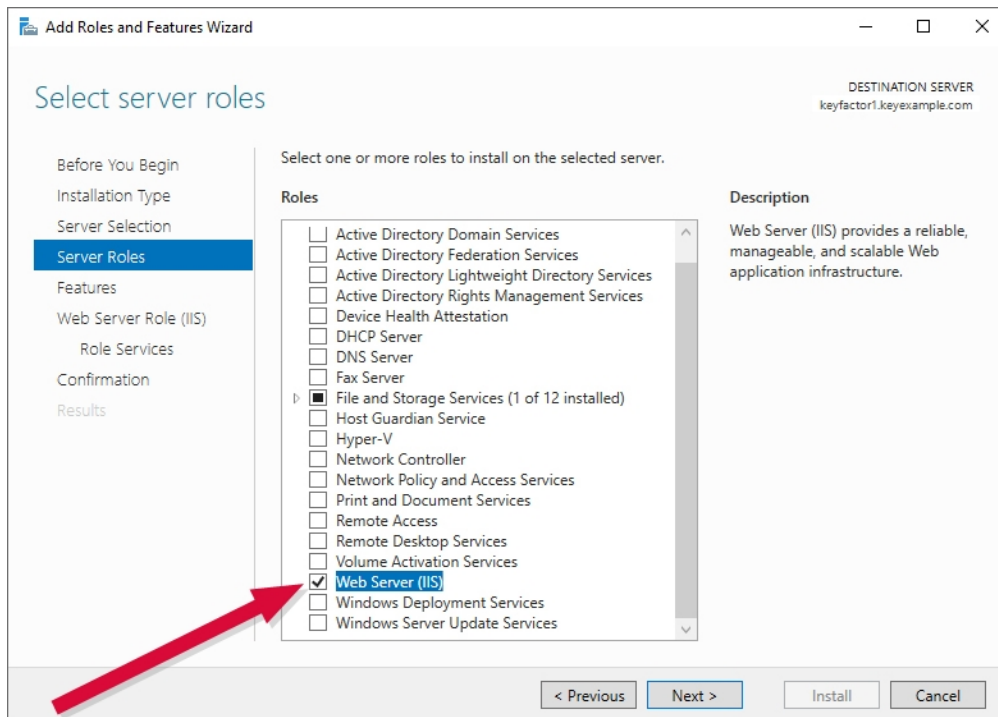 Add Roles and Features Wizard
Select server roles
DESTINATION SERVER
keyfactor1.keyexample.com
Before You Begin
Installation Type
Server Selection
Server Roles
Features
Web Server Role (IIS)
Role Services
Confirmation
Results
Select one or more roles to install on the selected server.
Roles
Active Directory Domain Services
Active Directory Federation Services
Active Directory Lightweight Directory Services
Active Directory Rights Management Services
Device Health Attestation
DHCP Server
DNS Server
Fax Server
File and Storage Services (1 of 12 installed)
Host Guardian Service
Hyper-V
Network Controller
Network Policy and Access Services
Print and Document Services
Remote Access
Remote Desktop Services
Volume Activation Services
Web Server (IIS)
Windows Deployment Services
Windows Server Update Services
Description
Web Server (IIS) provides a reliable,
manageable, and scalable Web
application infrastructure.
< Previous
Next >
Install
Cancel